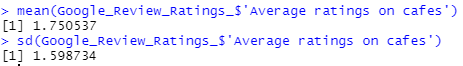 > mean(Google_Review_Ratings_$'Average ratings on cafes')
[1] 1.750537
> sd(Google_Review_Ratings_$'Average ratings on cafes')
[1] 1.598734